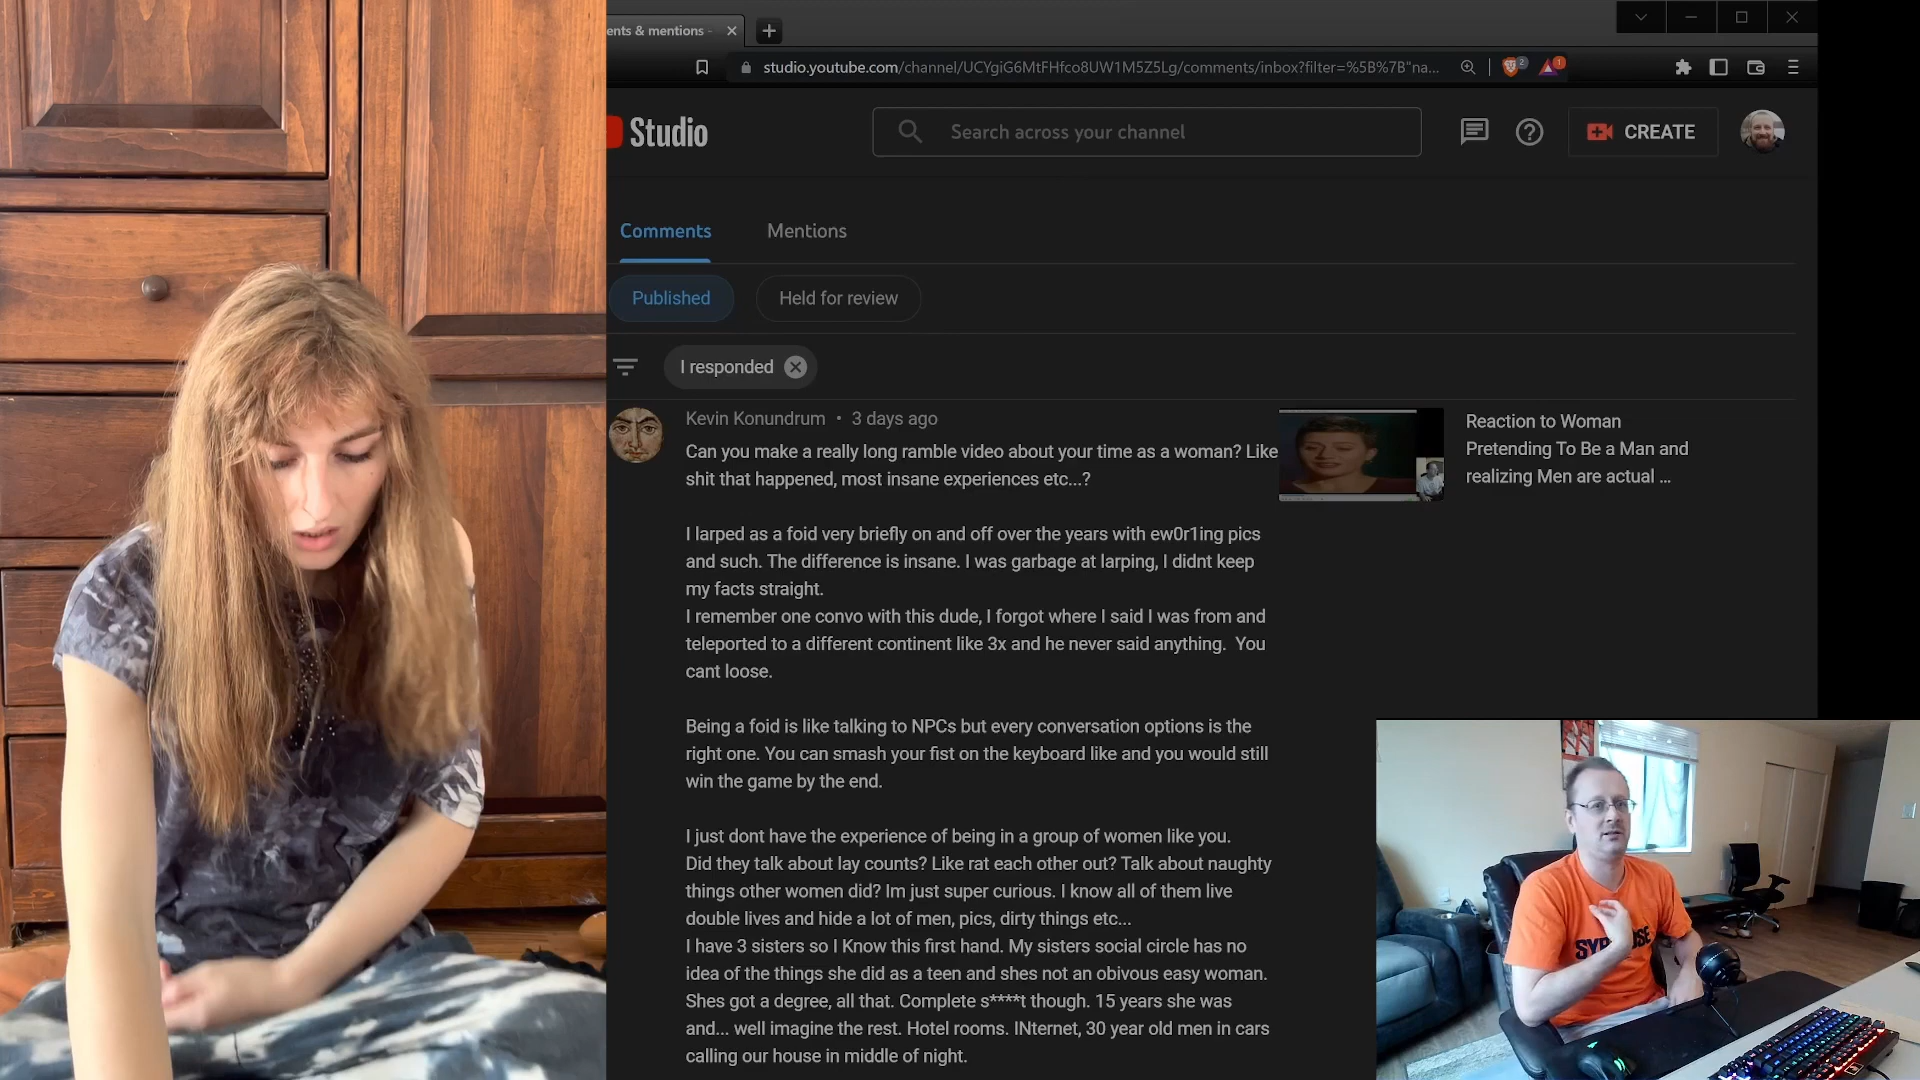 ents & mentions -
studio.youtube.com/channel/UCYgiG6MtFHfco8UW1M5Z5Lg/comments/inbox?filter=%5B%7B"na...
2
1
Studio
Search across your channel
CREATE
Comments
Mentions
Published
Held for review
I responded
Kevin Konundrum • 3 days ago
Can you make a really long ramble video about your time as a woman? Like
shit that happened, most insane experiences etc...?
I larped as a foid very briefly on and off over the years with ew0r1ing pics
and such. The difference is insane. I was garbage at larping, I didnt keep
my facts straight.
I remember one convo with this dude, I forgot where I said I was from and
teleported to a different continent like 3x and he never said anything. You
cant loose.
Being a foid is like talking to NPCs but every conversation options is the
right one. You can smash your fist on the keyboard like and you would still
win the game by the end.
I just dont have the experience of being in a group of women like you.
Did they talk about lay counts? Like rat each other out? Talk about naughty
things other women did? Im just super curious. I know all of them live
double lives and hide a lot of men, pics, dirty things etc...
I have 3 sisters so I Know this first hand. My sisters social circle has no
idea of the things she did as a teen and shes not an obivous easy woman.
Shes got a degree, all that. Complete s****t though. 15 years she was
and... well imagine the rest. Hotel rooms. INternet, 30 year old men in cars
calling our house in middle of night.
Reaction to Woman
Pretending To Be a Man and
realizing Men are actual ...